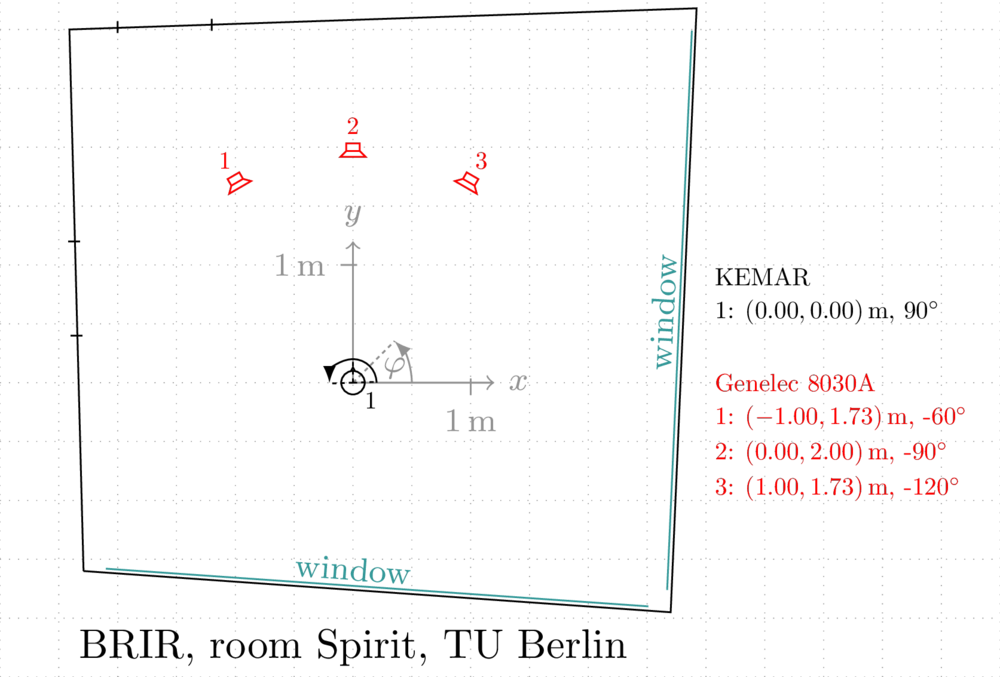 1
2
3
y
1 m
φ
x
1
1 m
window
window
KEMAR
1: (0.00, 0.00) m, 90°
Genelec 8030A
1: (−1.00, 1.73) m, -60°
2: (0.00, 2.00) m, -90°
3: (1.00, 1.73) m, -120°
BRIR, room Spirit, TU Berlin